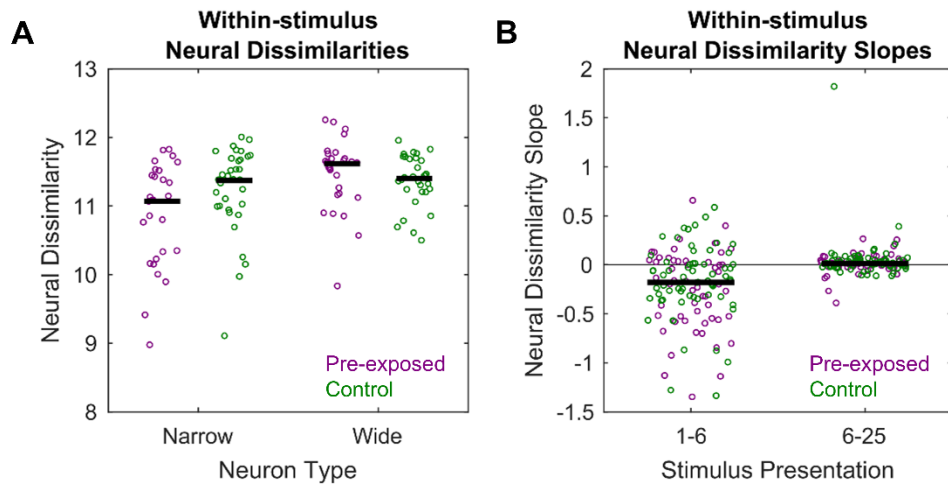 A
Within-stimulus
Neural Dissimilarities
Neural Dissimilarity
13
12
11
10
9
8
Pre-exposed
Control
Narrow
Wide
Neuron Type
B
Within-stimulus
Neural Dissimilarity Slopes
Neural Dissimilarity Slope
2
1.5
1
0.5
0
-0.5
-1
-1.5
Pre-exposed
Control
1-6
6-25
Stimulus Presentation